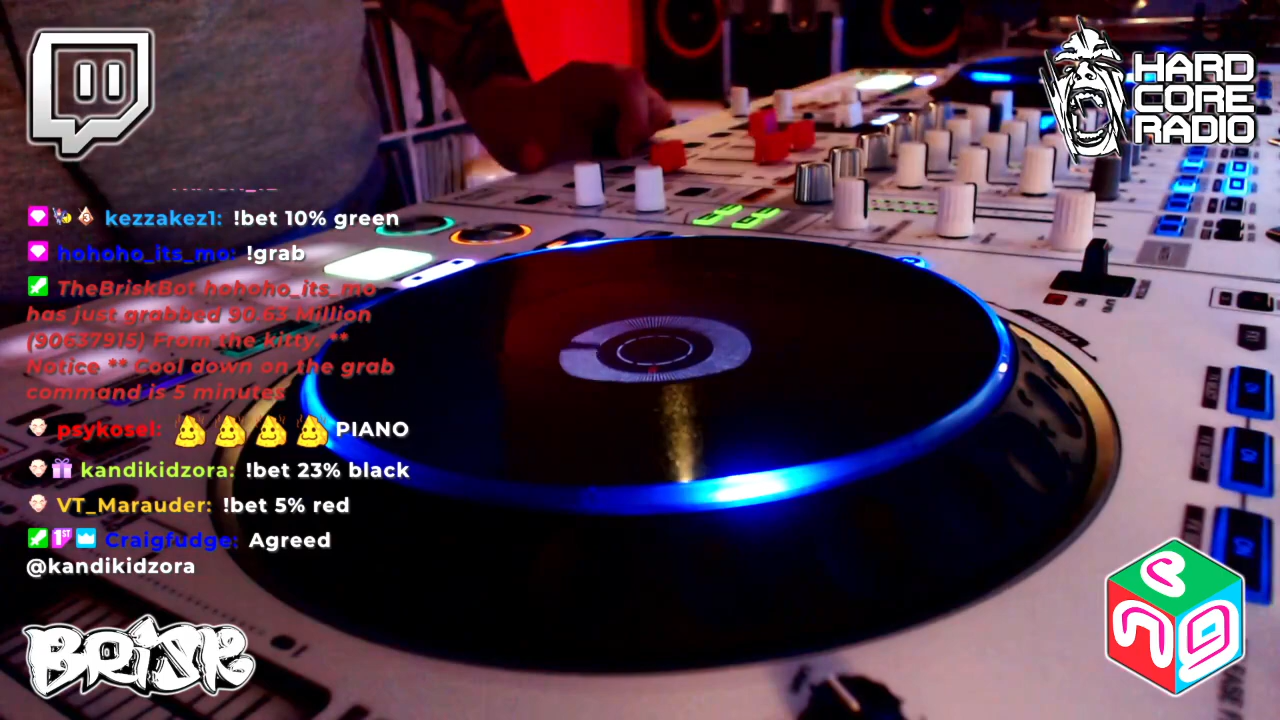 HARD
CORE
RADIO
kezzakez1: !bet 10% green
hohoho_its_mo: !grab
TheBriskBot hohoho_its_mo
has just grabbed 90.63 Million
(90637915) From the kitty. **
Notice ** Cool down on the grab
command is 5 minutes
psykosel: PIANO
kandikidzora: !bet 23% black
VT_Marauder: !bet 5% red
1ST Craigfudge: Agreed
@kandikidzora
BRISK